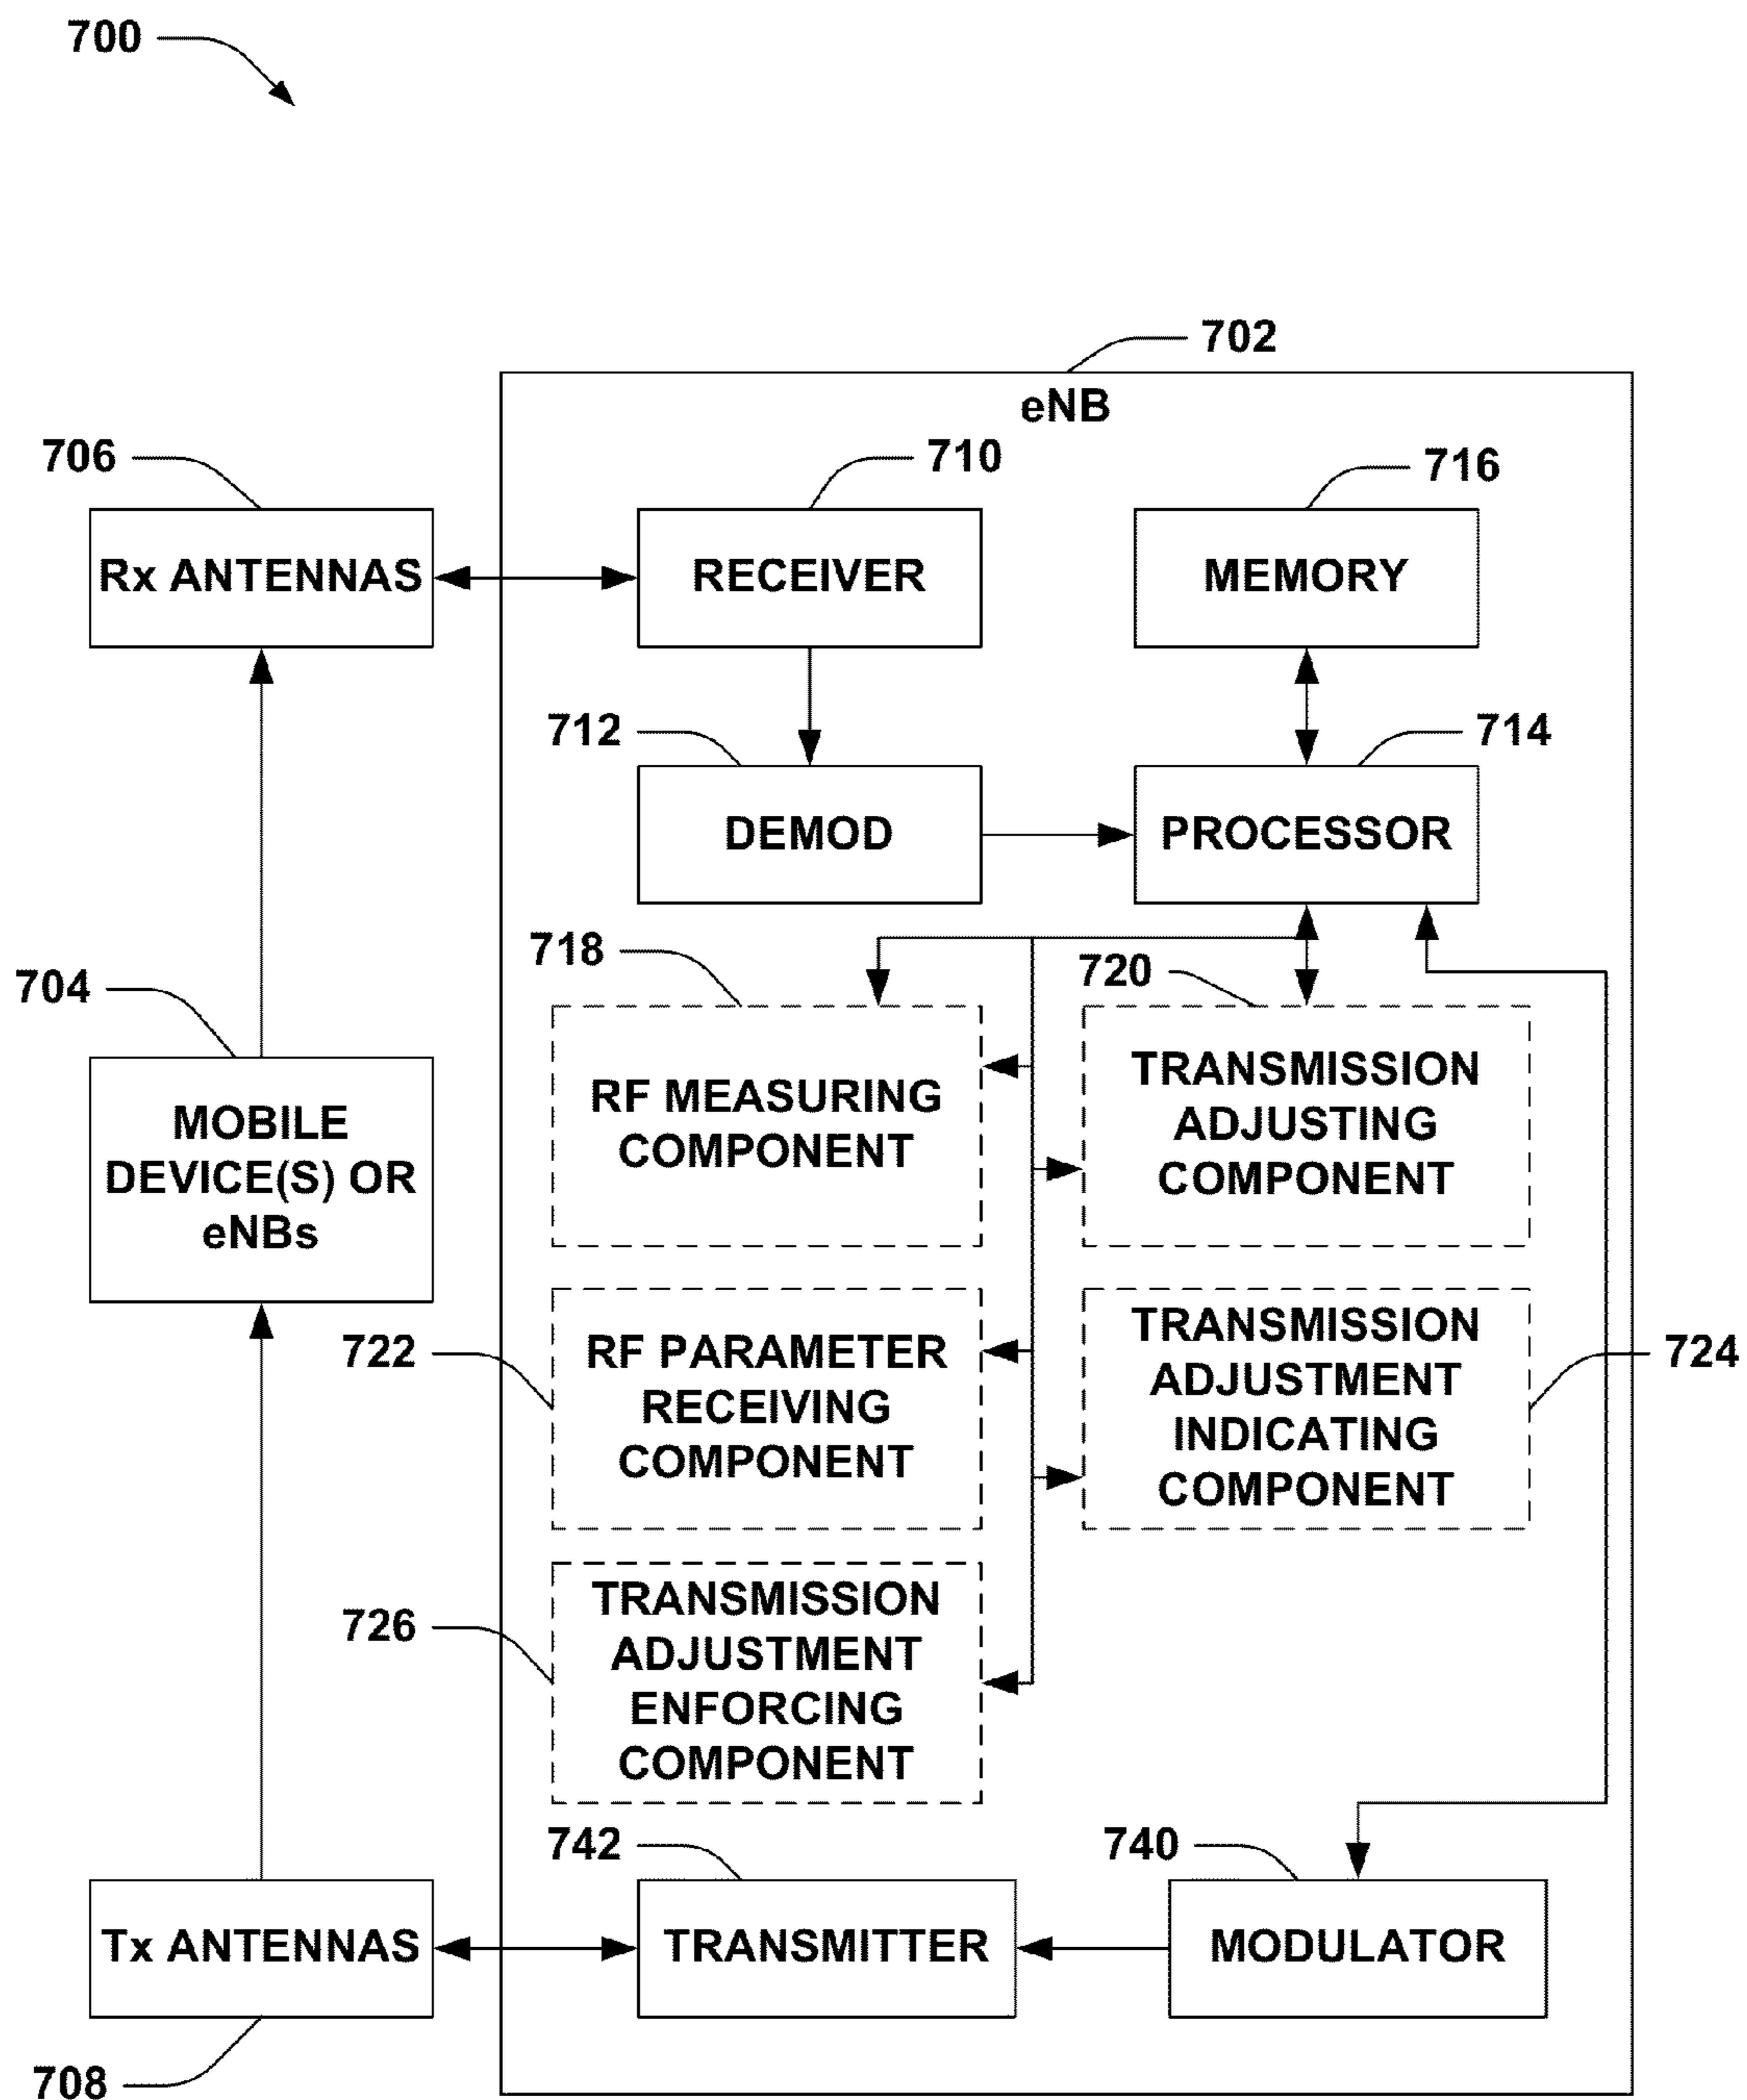 700
702
eNB
706
710
716
Rx ANTENNAS
RECEIVER
MEMORY
712
714
DEMOD
PROCESSOR
718
720
704
MOBILE
DEVICE(S) OR
eNBs
RF MEASURING
COMPONENT
TRANSMISSION
ADJUSTING
COMPONENT
722
RF PARAMETER
RECEIVING
COMPONENT
TRANSMISSION
ADJUSTMENT
INDICATING
COMPONENT
724
726
TRANSMISSION
ADJUSTMENT
ENFORCING
COMPONENT
742
740
Tx ANTENNAS
TRANSMITTER
MODULATOR
708